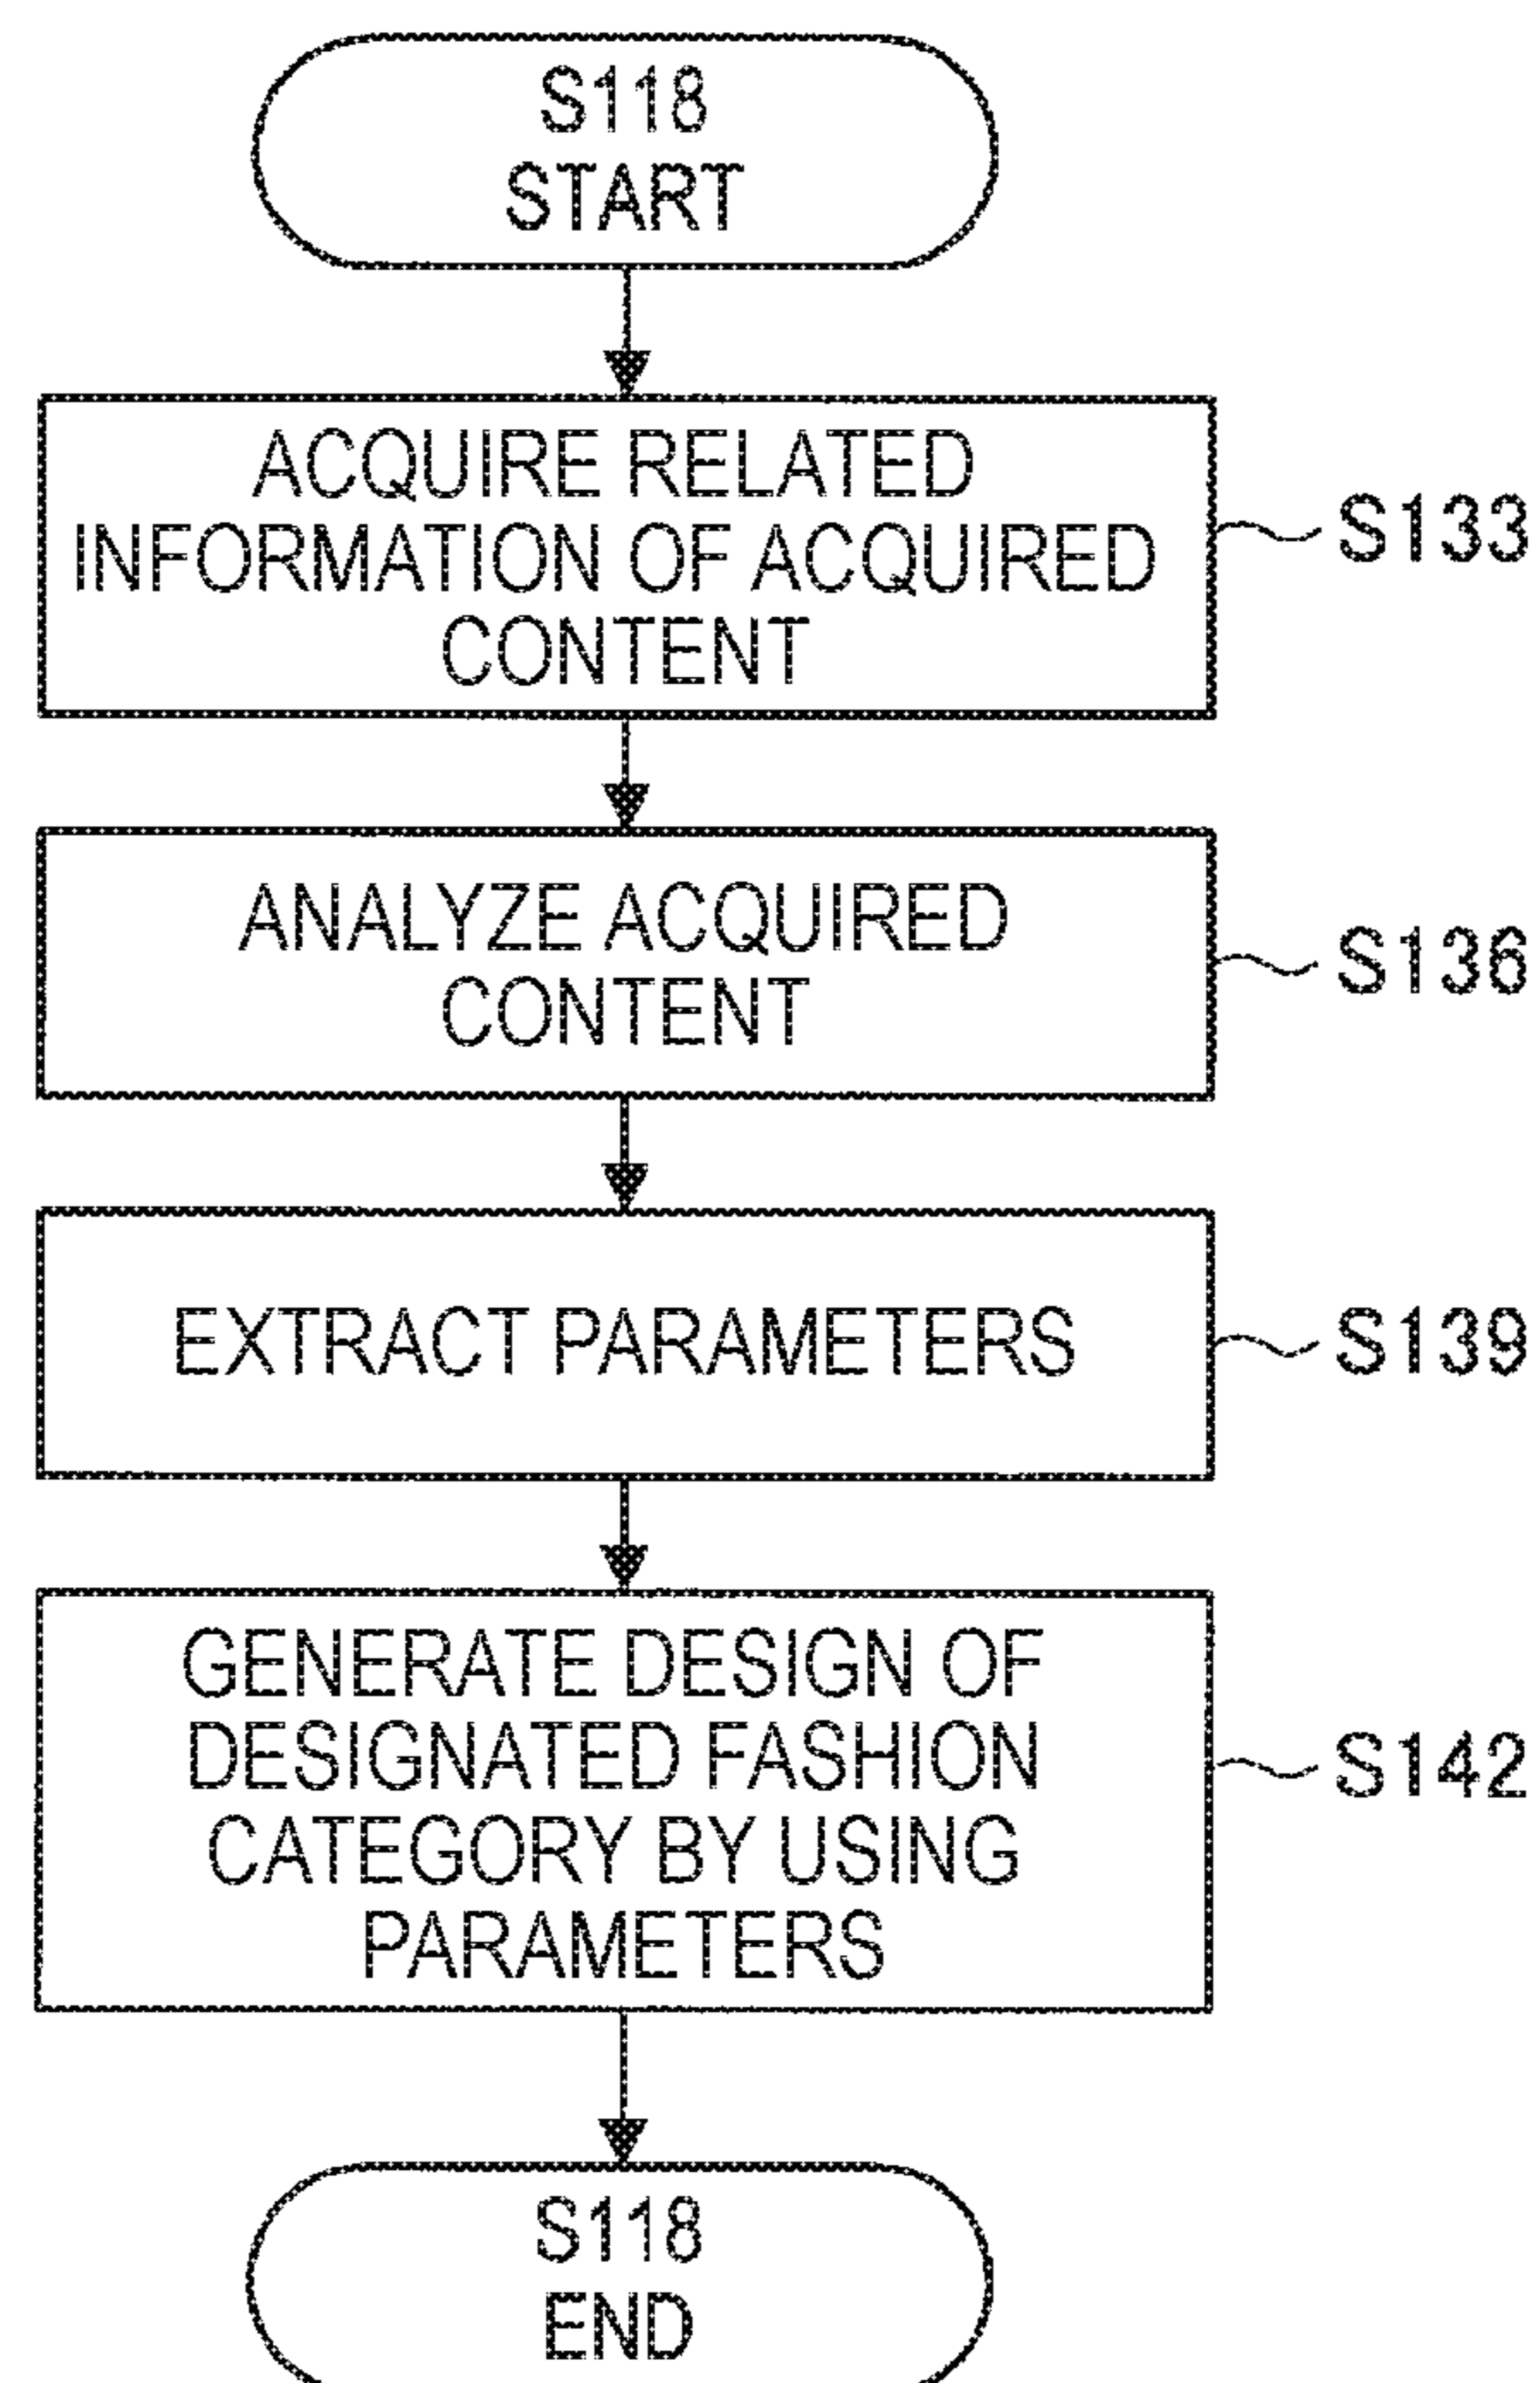 S118
START
ACQUIRE RELATED
INFORMATION OF ACQUIRED
CONTENT
S133
ANALYZE ACQUIRED
CONTENT
S136
EXTRACT PARAMETERS
S139
GENERATE DESIGN OF
DESIGNATED FASHION
CATEGORY BY USING
PARAMETERS
S142
S118
END